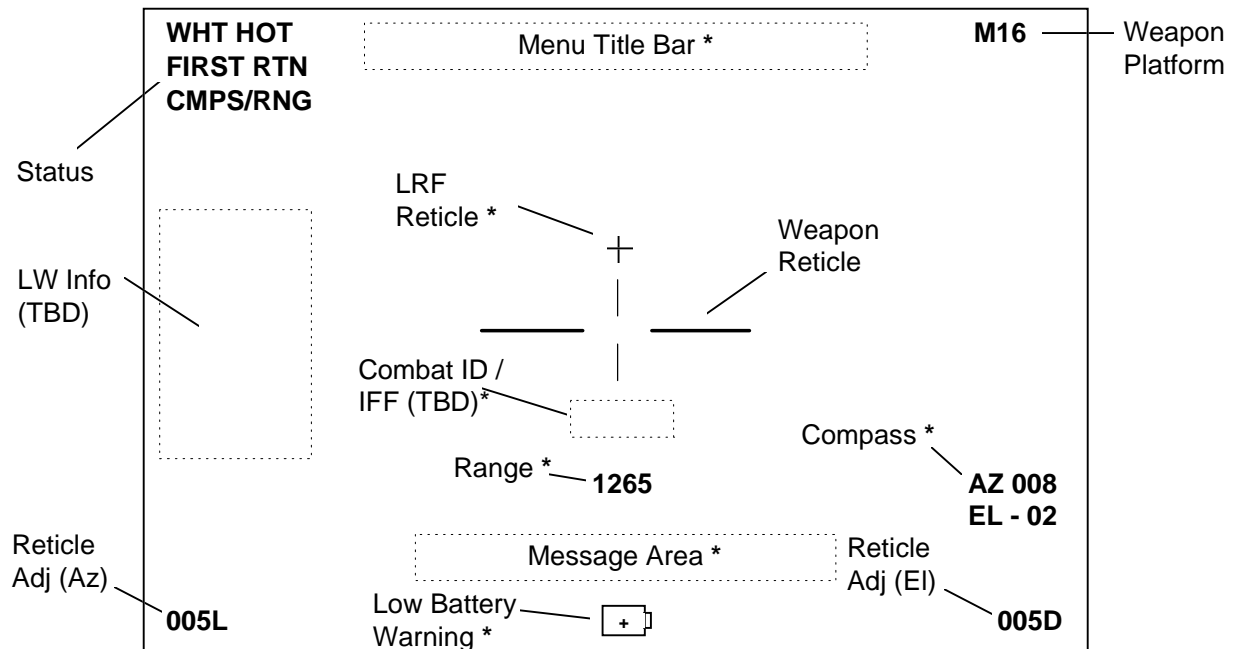 WHT HOT
FIRST RTN
CMPS/RNG
Menu Title Bar *
M16
Weapon
Platform
Status
LRF
Reticle *
Weapon
Reticle
LW Info
(TBD)
Combat ID /
IFF (TBD)*
Compass *
Range *
1265
AZ 008
EL - 02
Reticle
Adj (Az)
Message Area *
Reticle
Adj (El)
005L
Low Battery
Warning *
+
005D